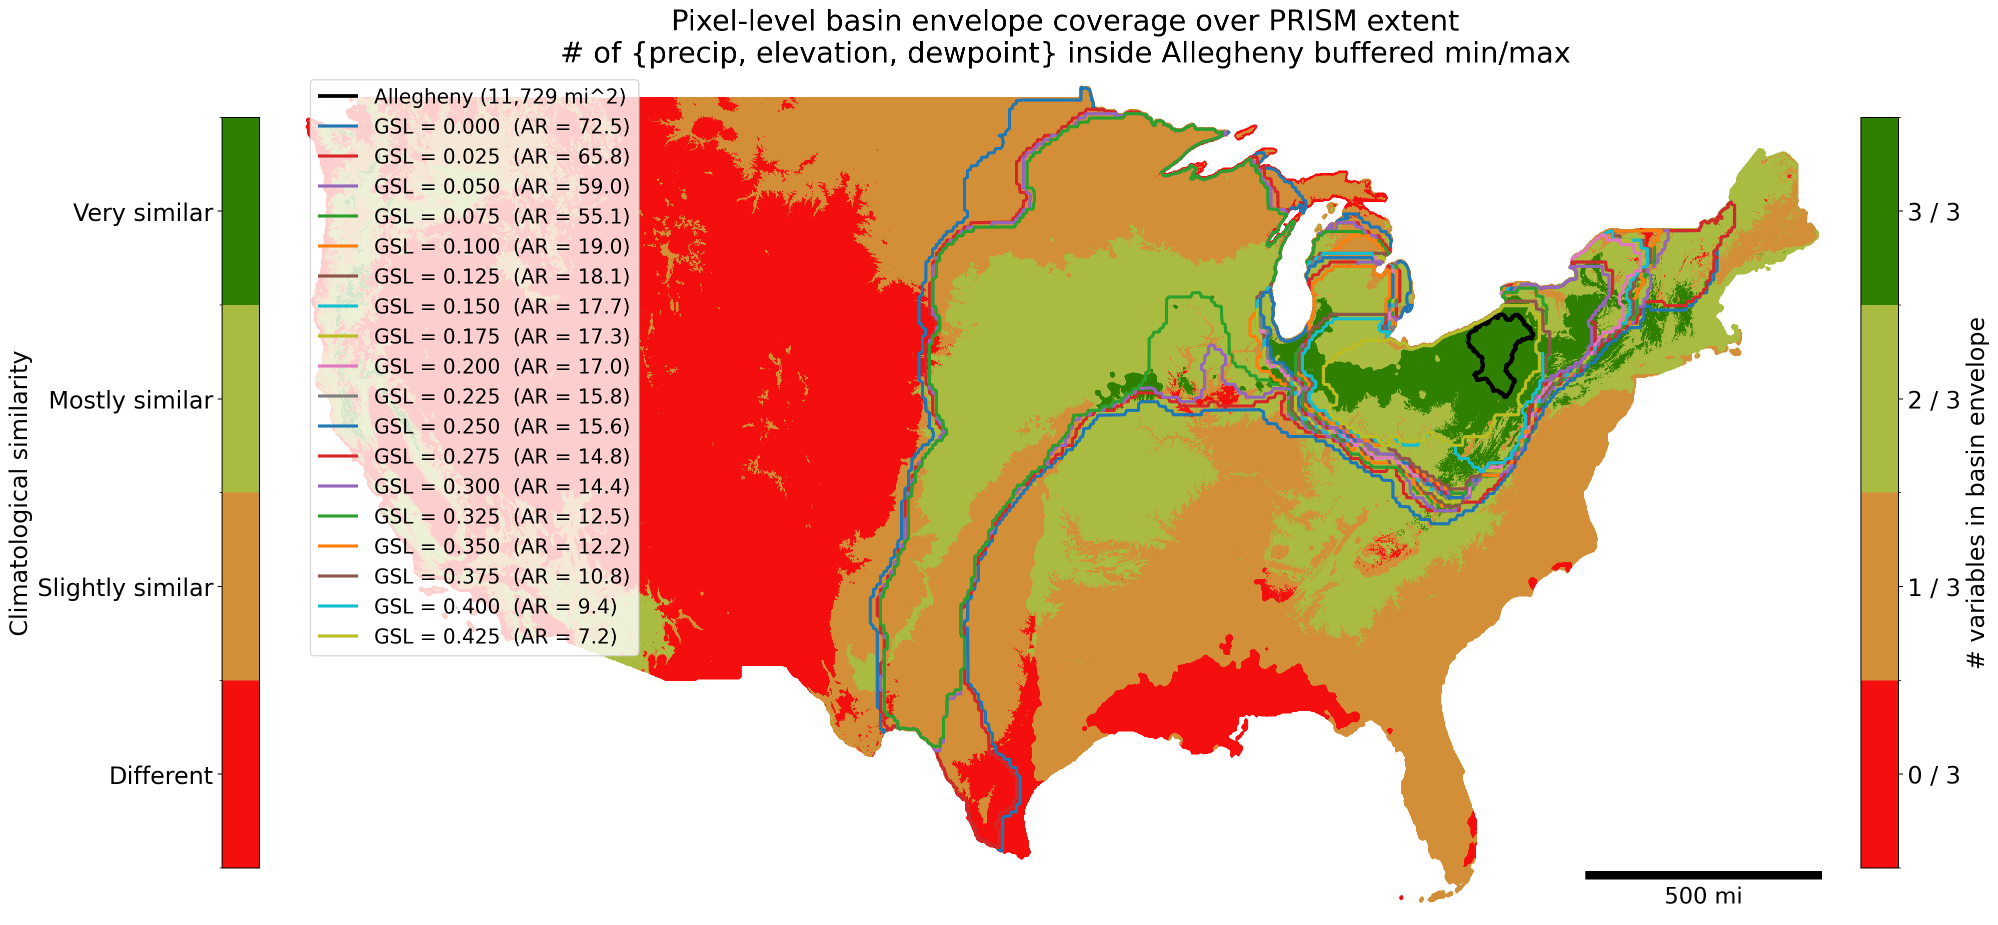 Pixel-level basin envelope coverage over PRISM extent
# of {precip, elevation, dewpoint} inside Allegheny buffered min/max
Climatological similarity
Very similar
Mostly similar
Slightly similar
Different
Allegheny (11,729 mi^2)
GSL = 0.000 (AR = 72.5)
GSL = 0.025 (AR = 65.8)
GSL = 0.050 (AR = 59.0)
GSL = 0.075 (AR = 55.1)
GSL = 0.100 (AR = 19.0)
GSL = 0.125 (AR = 18.1)
GSL = 0.150 (AR = 17.7)
GSL = 0.175 (AR = 17.3)
GSL = 0.200 (AR = 17.0)
GSL = 0.225 (AR = 15.8)
GSL = 0.250 (AR = 15.6)
GSL = 0.275 (AR = 14.8)
GSL = 0.300 (AR = 14.4)
GSL = 0.325 (AR = 12.5)
GSL = 0.350 (AR = 12.2)
GSL = 0.375 (AR = 10.8)
GSL = 0.400 (AR = 9.4)
GSL = 0.425 (AR = 7.2)
500 mi
3 / 3
2 / 3
1 / 3
0 / 3
# variables in basin envelope